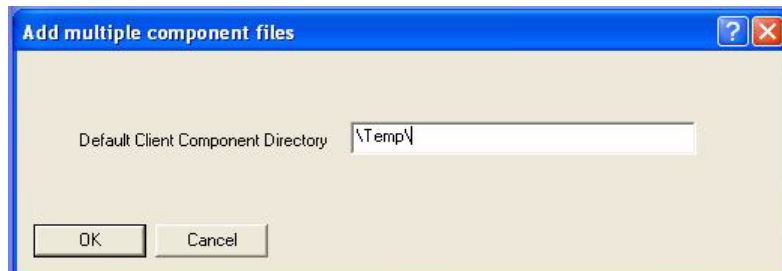 Add multiple component files
Default Client Component Directory \Temp\
OK Cancel